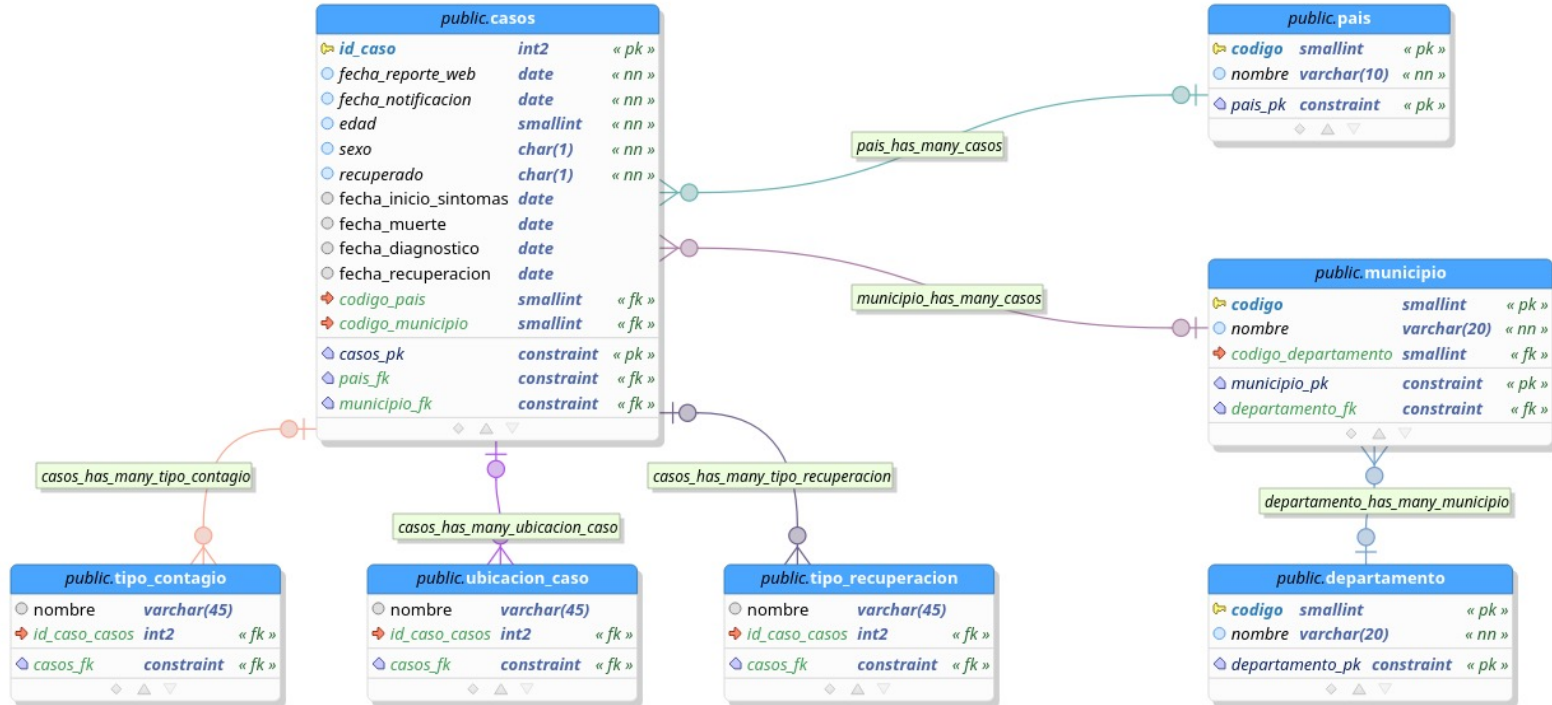 public.casos
id_caso int2 « pk »
fecha_reporte_web date « nn »
fecha_notificacion date « nn »
edad smallint « nn »
sexo char(1) « nn »
recuperado char(1) « nn »
fecha_inicio_sintomas date
fecha_muerte date
fecha_diagnostico date
fecha_recuperacion date
codigo_pais smallint « fk »
codigo_municipio smallint « fk »
casos_pk constraint « pk »
pais_fk constraint « fk »
municipio_fk constraint « fk »
public.pais
codigo smallint « pk »
nombre varchar(10) « nn »
pais_pk constraint « pk »
pais_has_many_casos
municipio_has_many_casos
public.municipio
codigo smallint « pk »
nombre varchar(20) « nn »
codigo_departamento smallint « fk »
municipio_pk constraint « pk »
departamento_fk constraint « fk »
casos_has_many_tipo_contagio
casos_has_many_ubicacion_caso
casos_has_many_tipo_recuperacion
departamento_has_many_municipio
public.tipo_contagio
nombre varchar(45)
id_caso_casos int2 « fk »
casos_fk constraint « fk »
public.ubicacion_caso
nombre varchar(45)
id_caso_casos int2 « fk »
casos_fk constraint « fk »
public.tipo_recuperacion
nombre varchar(45)
id_caso_casos int2 « fk »
casos_fk constraint « fk »
public.departamento
codigo smallint « pk »
nombre varchar(20) « nn »
departamento_pk constraint « pk »